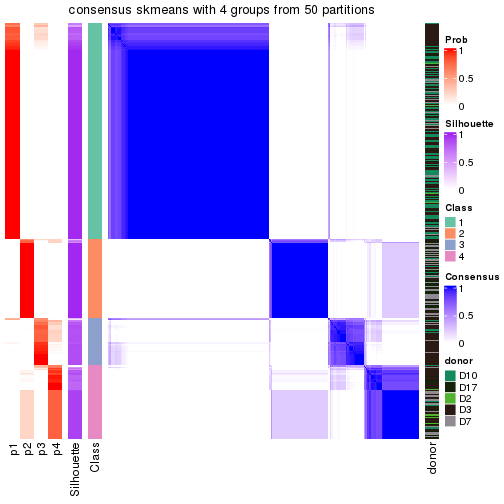 consensus skmeans with 4 groups from 50 partitions
Prob
1
0.5
0
Silhouette
1
0.5
0
Class
1
2
3
4
Consensus
1
0.5
0
donor
D10
D17
D2
D3
D7
p1
p2
p3
p4
Silhouette
Class
donor